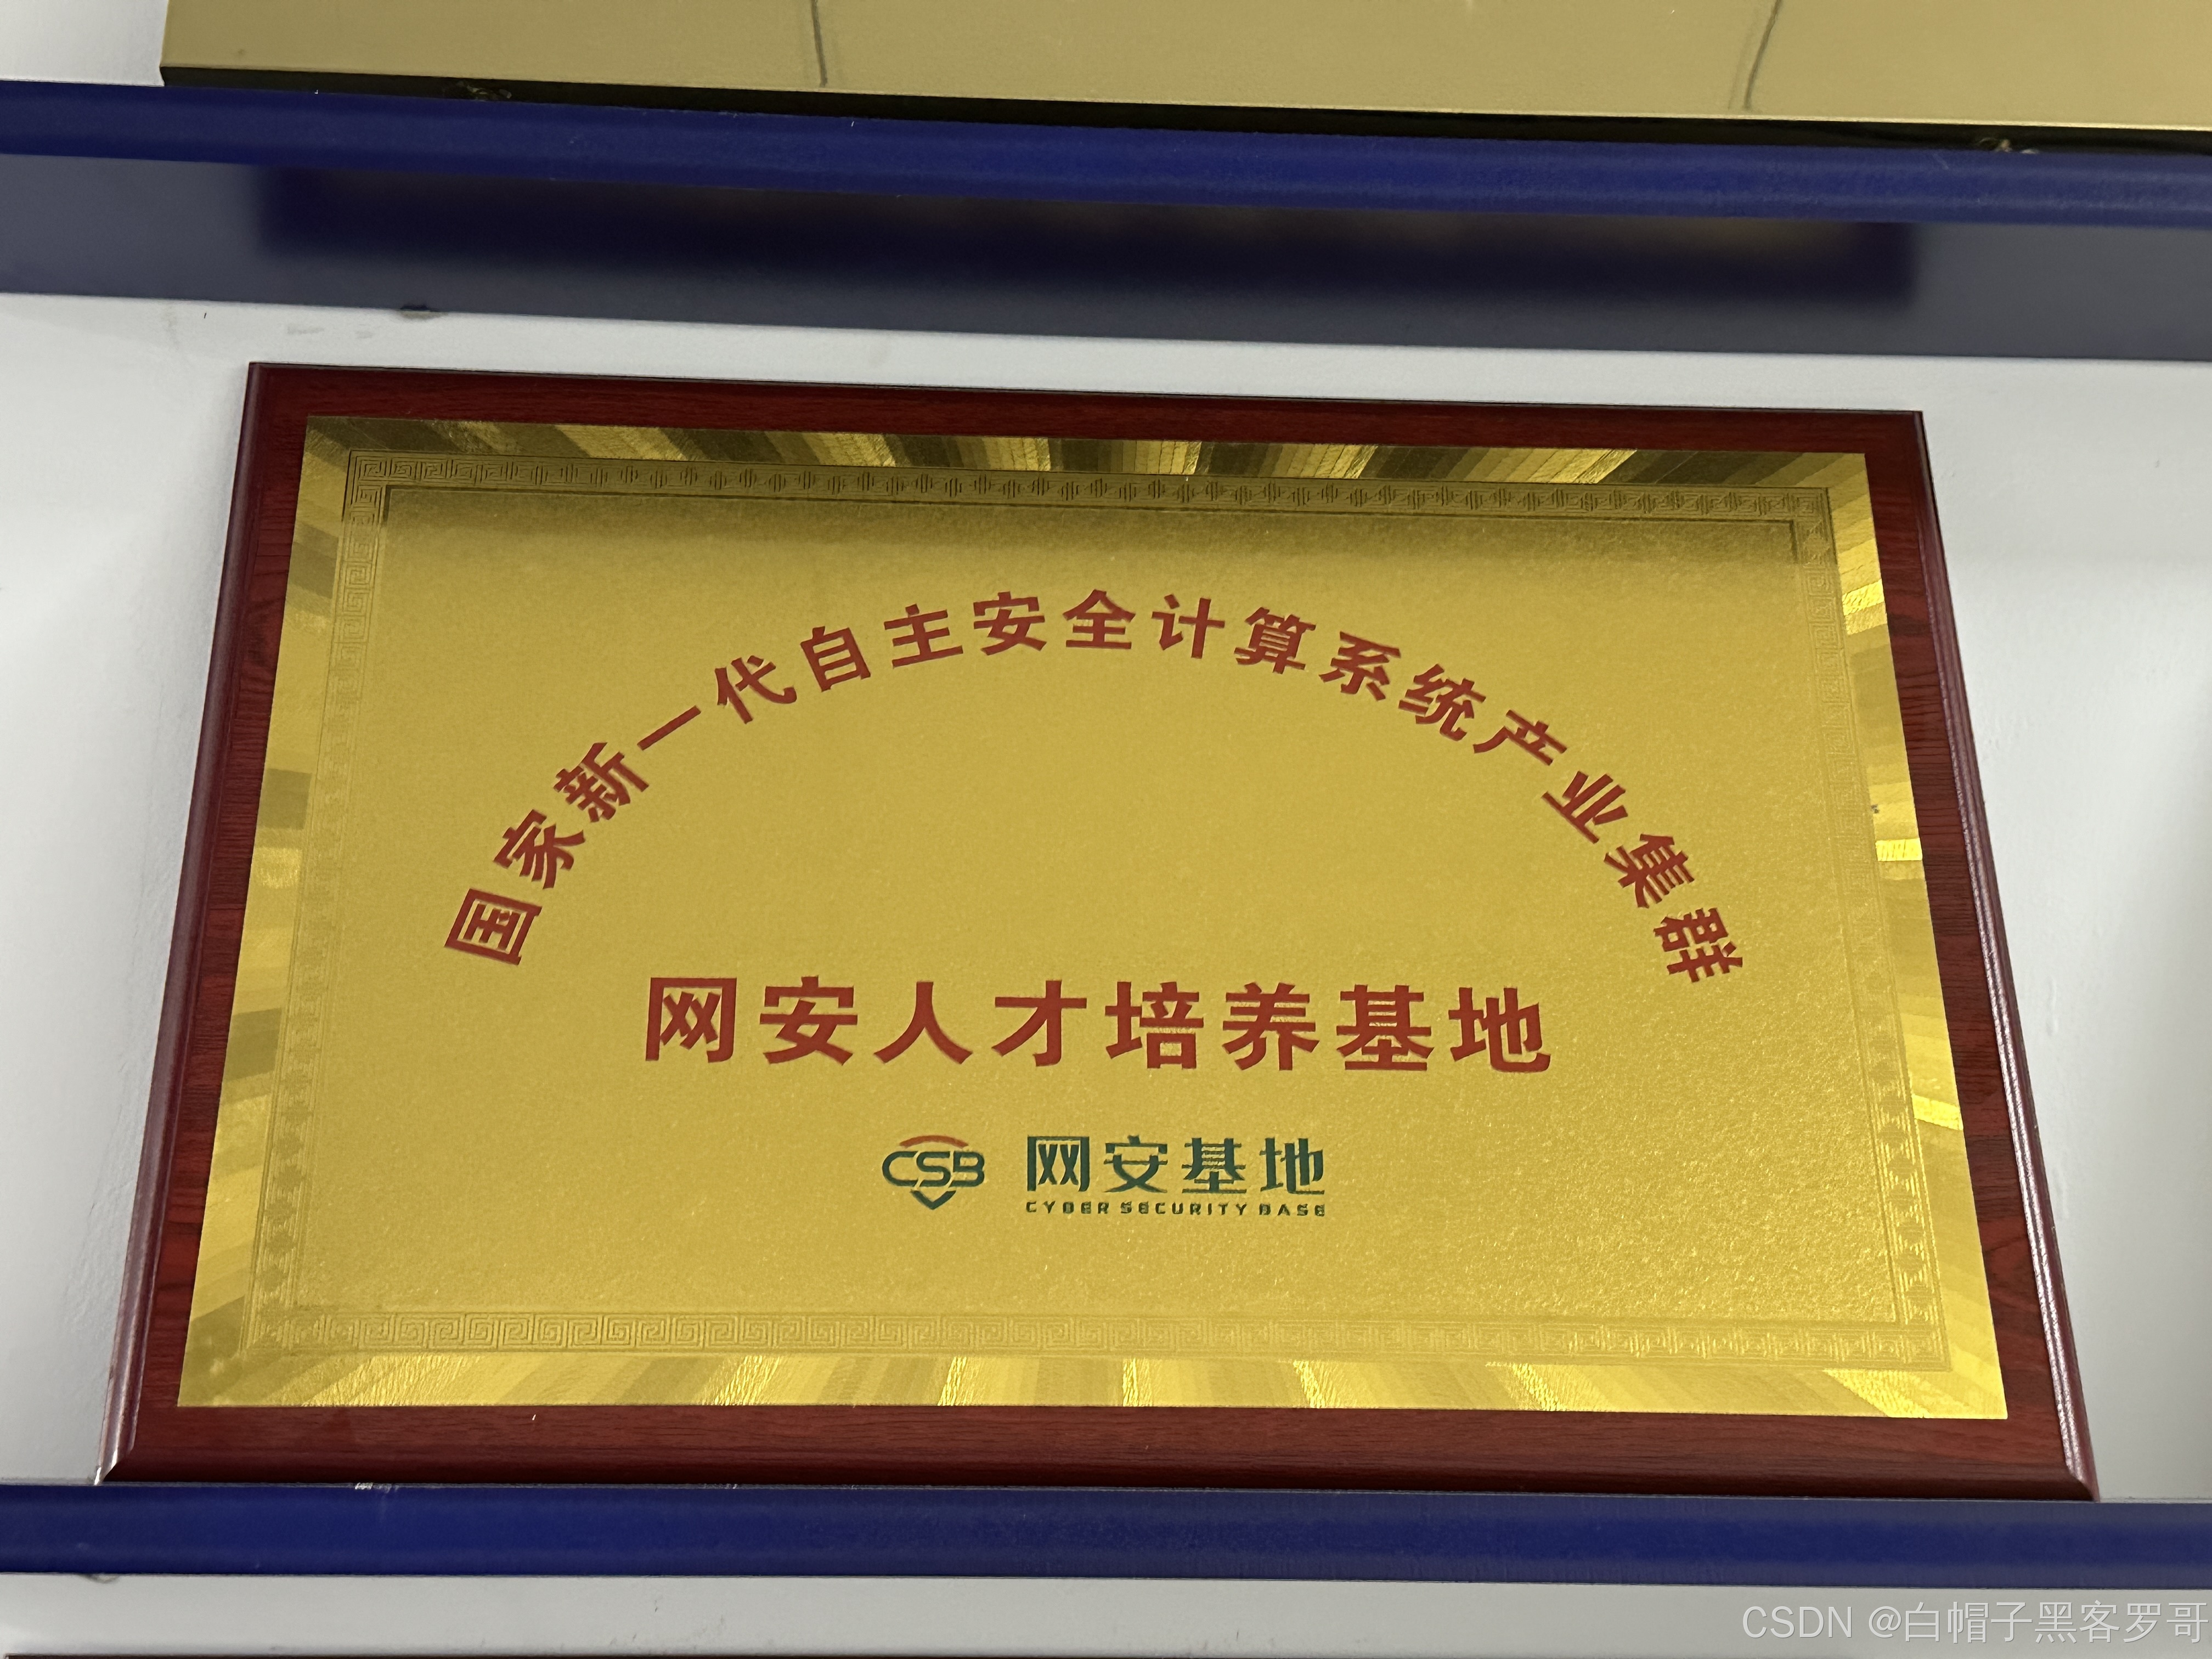 国家新一代自主安全计算系统产业集群
网安人才培养基地
CSB 网安基地
CYBER SECURITY BASE
CSDN @白帽子黑客罗哥